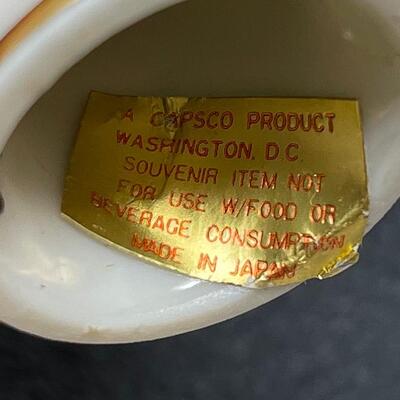 A CAPSCO PRODUCT
WASHINGTON, D.C.
SOUVENIR ITEM NOT
FOR USE W/FOOD OR
BEVERAGE CONSUMPTION
MADE IN JAPAN